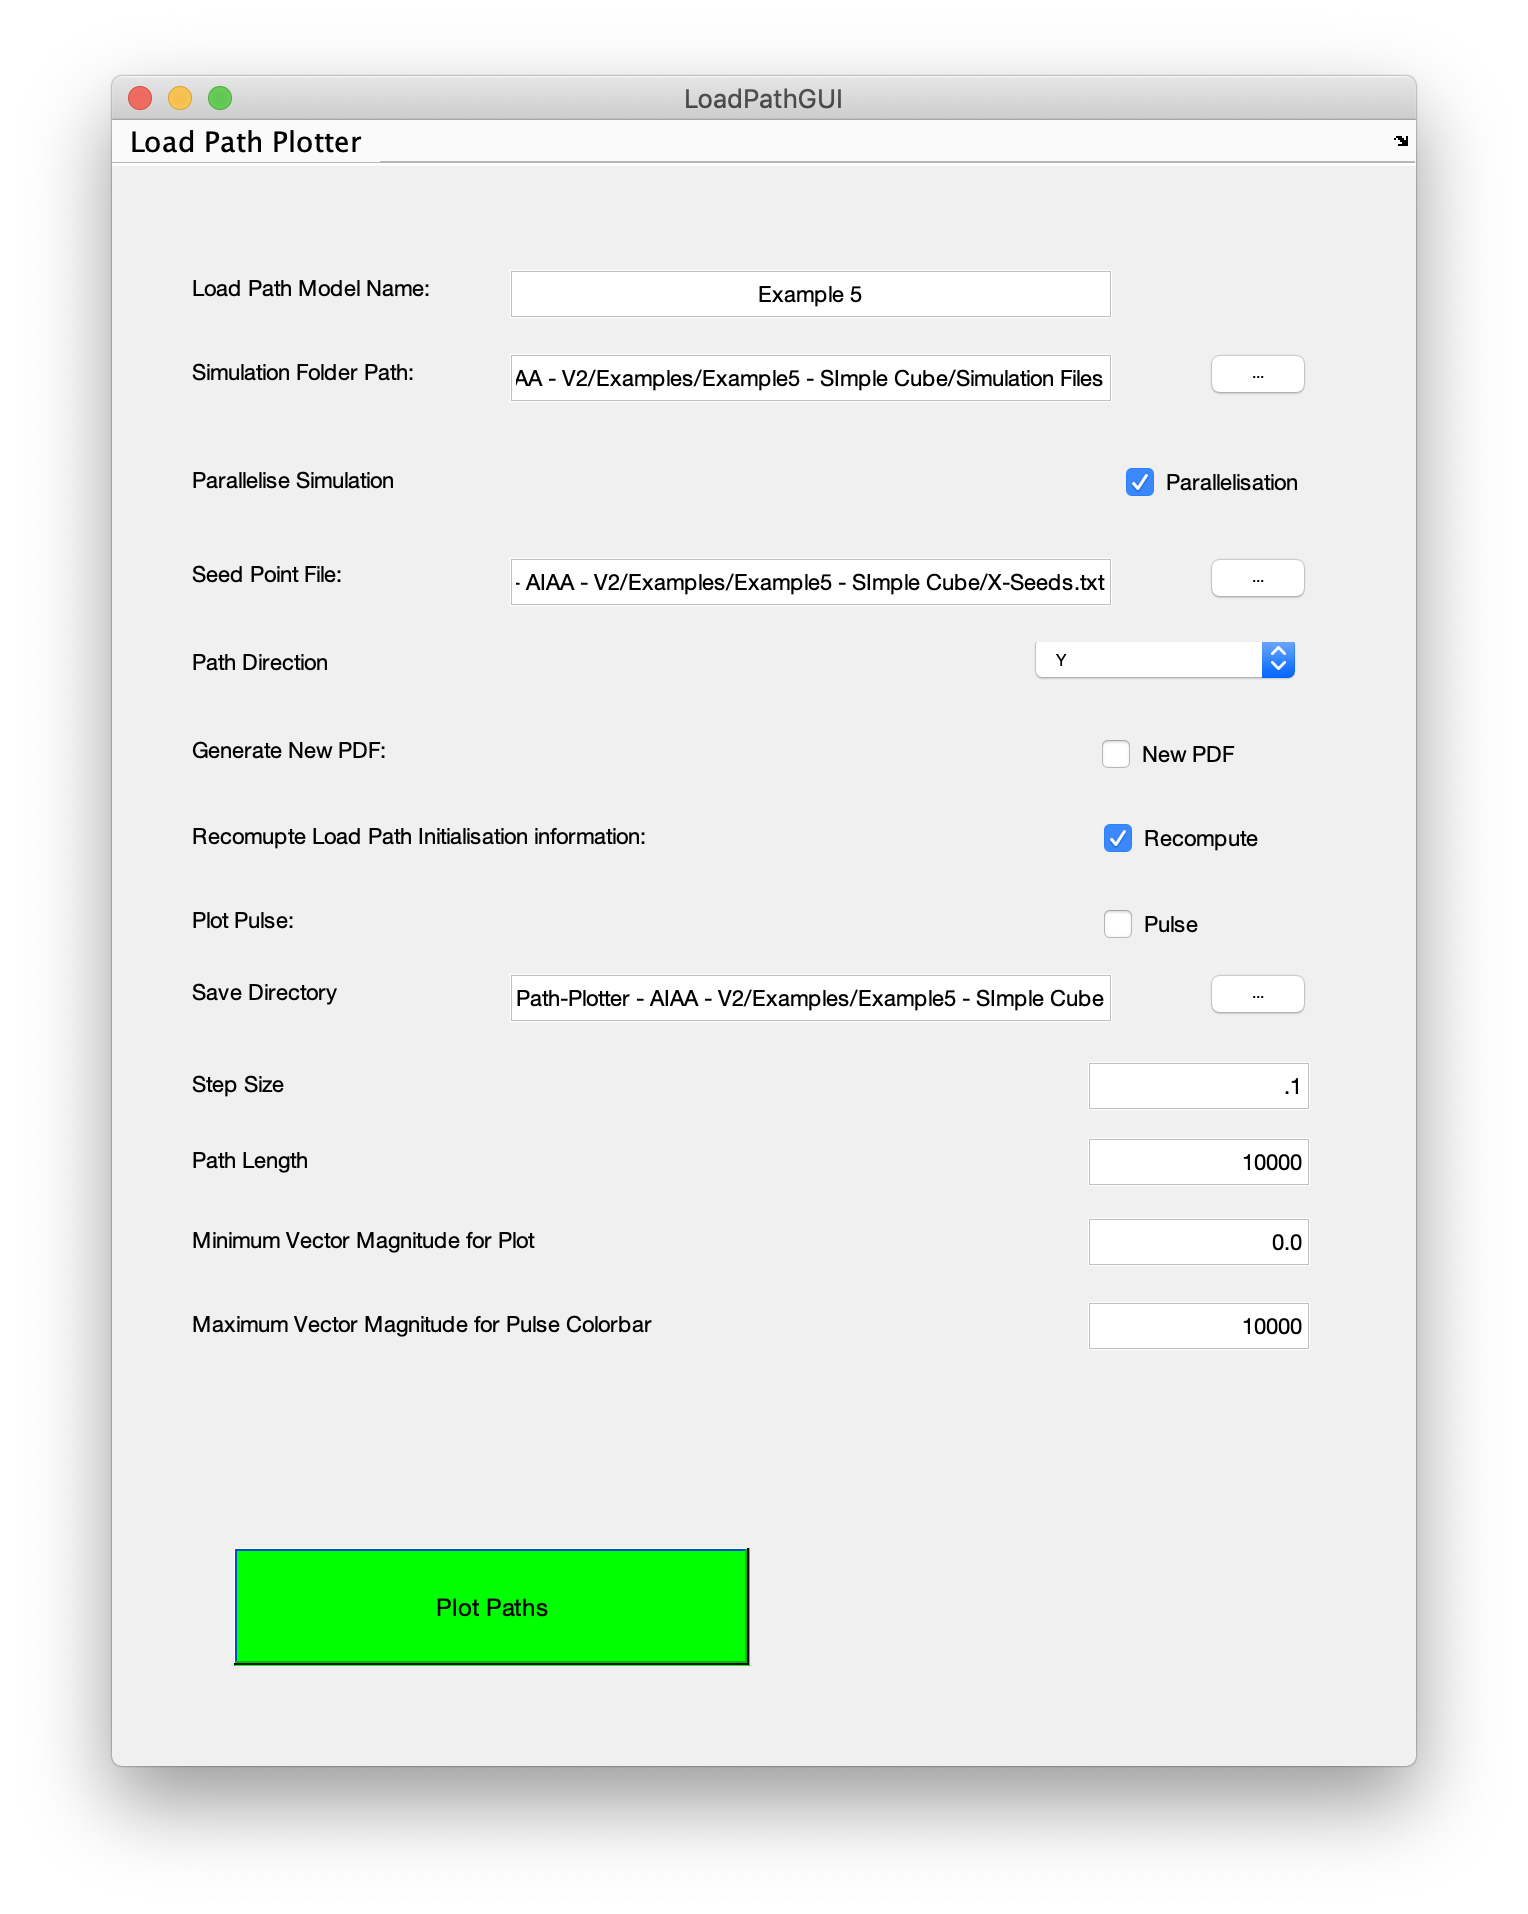 LoadPathGUI
Load Path Plotter
Load Path Model Name: Example 5
Simulation Folder Path: AA - V2/Examples/Example5 - SImple Cube/Simulation Files ...
Parallelise Simulation Parallelisation
Seed Point File: - AIAA - V2/Examples/Example5 - SImple Cube/X-Seeds.txt ...
Path Direction Y
Generate New PDF: New PDF
Recomupte Load Path Initialisation information: Recompute
Plot Pulse: Pulse
Save Directory Path-Plotter - AIAA - V2/Examples/Example5 - SImple Cube ...
Step Size .1
Path Length 10000
Minimum Vector Magnitude for Plot 0.0
Maximum Vector Magnitude for Pulse Colorbar 10000
Plot Paths